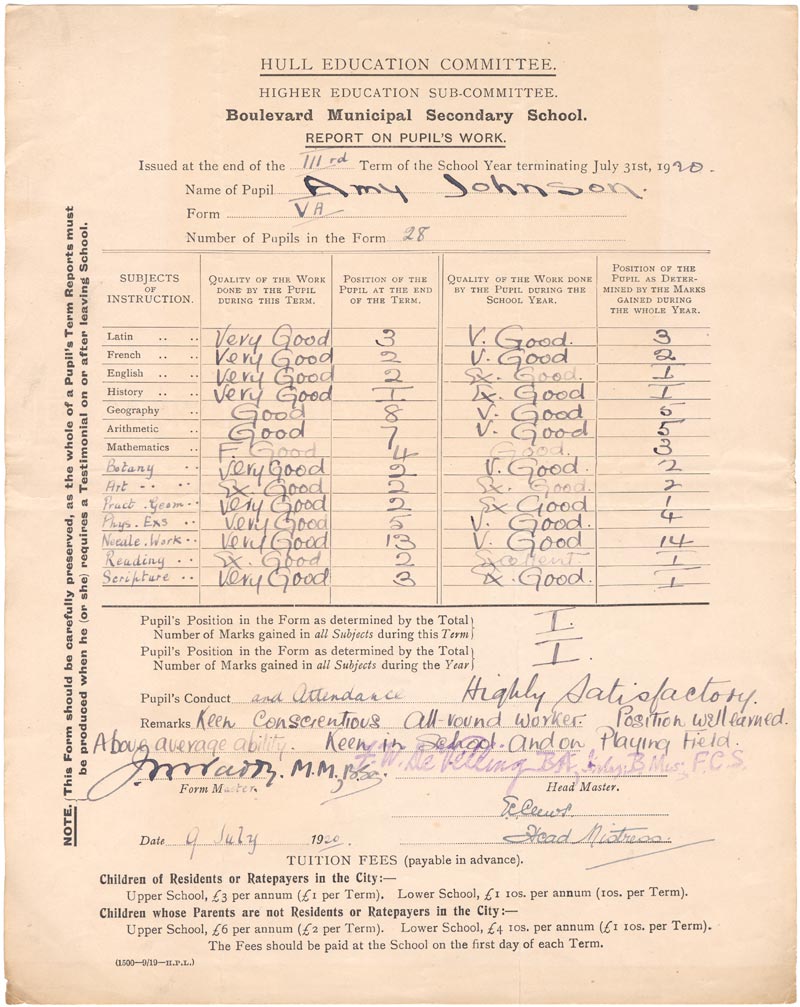 HULL EDUCATION COMMITTEE.
HIGHER EDUCATION SUB-COMMITTEE.
Boulevard Municipal Secondary School.
REPORT ON PUPIL'S WORK.
Issued at the end of the IIIrd Term of the School Year terminating July 31st, 1920.
Name of Pupil Amy Johnson.
Form VA
Number of Pupils in the Form 28
SUBJECTS OF INSTRUCTION. QUALITY OF THE WORK DONE BY THE PUPIL DURING THIS TERM. POSITION OF THE PUPIL AT THE END OF THE TERM. QUALITY OF THE WORK DONE BY THE PUPIL DURING THE SCHOOL YEAR. POSITION OF THE PUPIL AS DETERMINED BY THE MARKS GAINED DURING THE WHOLE YEAR.
Latin .. .. Very Good 3 V. Good. 3
French .. .. Very Good 2 V. Good. 2
English .. .. Very Good 2 Ex. Good. I
History .. .. Very Good I Ex. Good I
Geography .. Good 8 V. Good 5
Arithmetic .. Good 7 V. Good. 5
Mathematics .. F. Good 4 Good. 3
Botany .. Very Good 2 V. Good. 2
Art .. .. Ex. Good 2 Ex. Good. 2
Pract. Geom .. Very Good 2 Ex Good 1
Phys. Exs .. Very Good 5 V. Good. 4
Needle. Work .. Very Good 13 V. Good 14
Reading .. Ex. Good 2 Excellent I
Scripture .. Very Good 3 Ex. Good. I
Pupil's Position in the Form as determined by the Total
Number of Marks gained in all Subjects during this Term} I.
Pupil's Position in the Form as determined by the Total
Number of Marks gained in all Subjects during the Year} I.
Pupil's Conduct and Attendance Highly Satisfactory.
Remarks Keen Conscientious All-round worker. Position well earned.
Above average ability. Keen in School and on Playing Field.
M.M., B.Sc. F. W. De Velling B.A., B.Mus., F.C.S.
Form Master. Head Master.
Head Mistress.
Date 9 July 1920.
TUITION FEES (payable in advance).
Children of Residents or Ratepayers in the City:—
Upper School, £3 per annum (£1 per Term). Lower School, £1 10s. per annum (10s. per Term).
Children whose Parents are not Residents or Ratepayers in the City:—
Upper School, £6 per annum (£2 per Term). Lower School, £4 10s. per annum (£1 10s. per Term).
The Fees should be paid at the School on the first day of each Term.
(1500—9/19—H.P.L.)
NOTE. (This Form should be carefully preserved, as the whole of a Pupil's Term Reports must
be produced when he (or she) requires a Testimonial on or after leaving School.